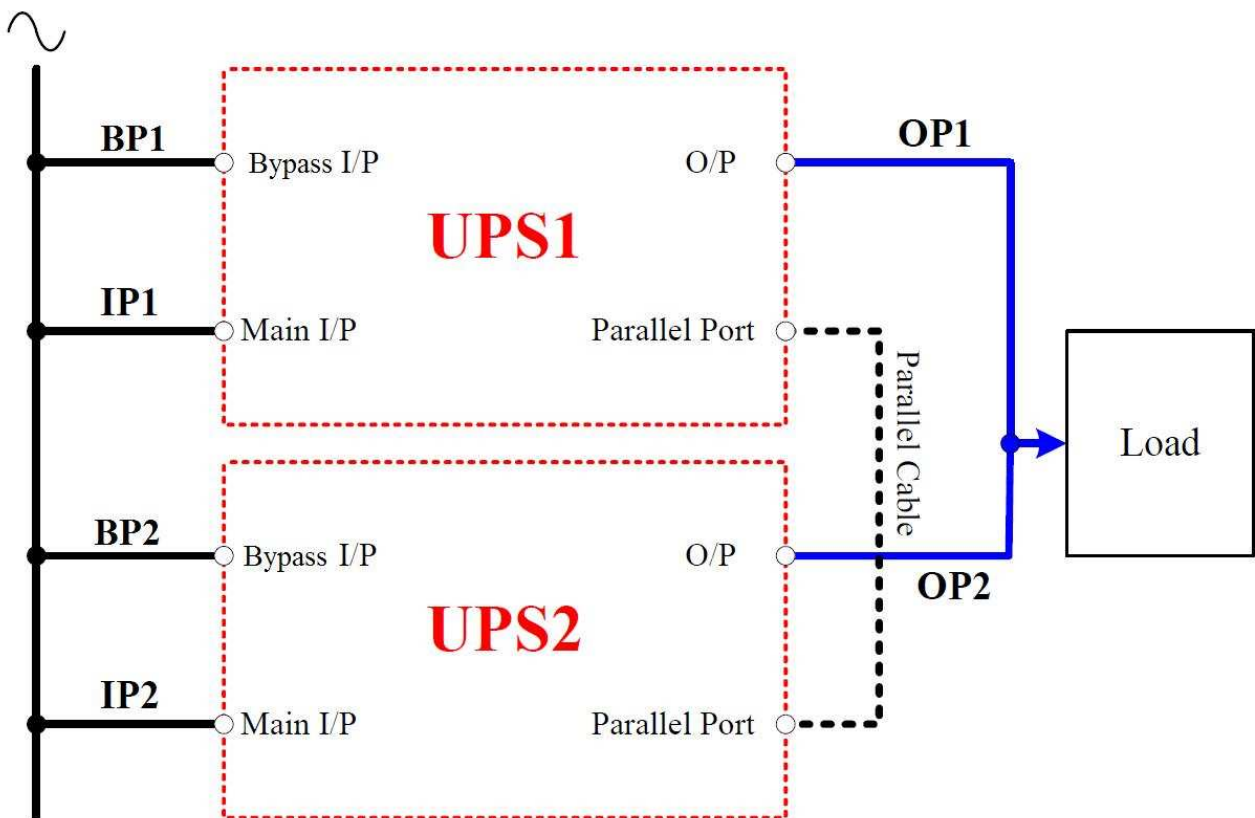 BP1
Bypass I/P
O/P
OP1
UPS1
IP1
Main I/P
Parallel Port
Parallel Cable
Load
BP2
Bypass I/P
O/P
OP2
UPS2
IP2
Main I/P
Parallel Port